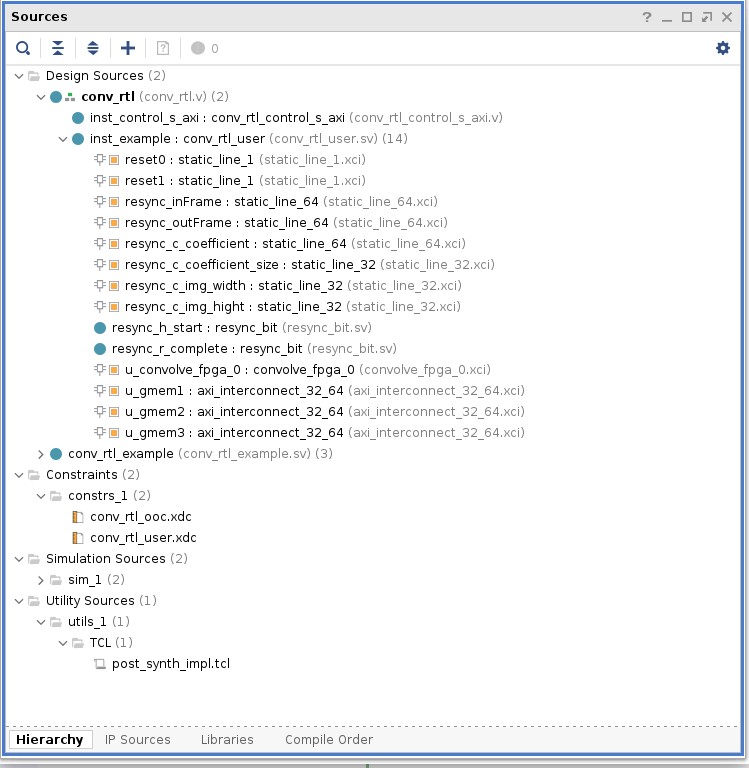 Sources
?
? 0
Design Sources (2)
conv_rtl (conv_rtl.v) (2)
inst_control_s_axi : conv_rtl_control_s_axi (conv_rtl_control_s_axi.v)
inst_example : conv_rtl_user (conv_rtl_user.sv) (14)
reset0 : static_line_1 (static_line_1.xci)
reset1 : static_line_1 (static_line_1.xci)
resync_inFrame : static_line_64 (static_line_64.xci)
resync_outFrame : static_line_64 (static_line_64.xci)
resync_c_coefficient : static_line_64 (static_line_64.xci)
resync_c_coefficient_size : static_line_32 (static_line_32.xci)
resync_c_img_width : static_line_32 (static_line_32.xci)
resync_c_img_hight : static_line_32 (static_line_32.xci)
resync_h_start : resync_bit (resync_bit.sv)
resync_r_complete : resync_bit (resync_bit.sv)
u_convolve_fpga_0 : convolve_fpga_0 (convolve_fpga_0.xci)
u_gmem1 : axi_interconnect_32_64 (axi_interconnect_32_64.xci)
u_gmem2 : axi_interconnect_32_64 (axi_interconnect_32_64.xci)
u_gmem3 : axi_interconnect_32_64 (axi_interconnect_32_64.xci)
conv_rtl_example (conv_rtl_example.sv) (3)
Constraints (2)
constrs_1 (2)
conv_rtl_ooc.xdc
conv_rtl_user.xdc
Simulation Sources (2)
sim_1 (2)
Utility Sources (1)
utils_1 (1)
TCL (1)
post_synth_impl.tcl
Hierarchy IP Sources Libraries Compile Order